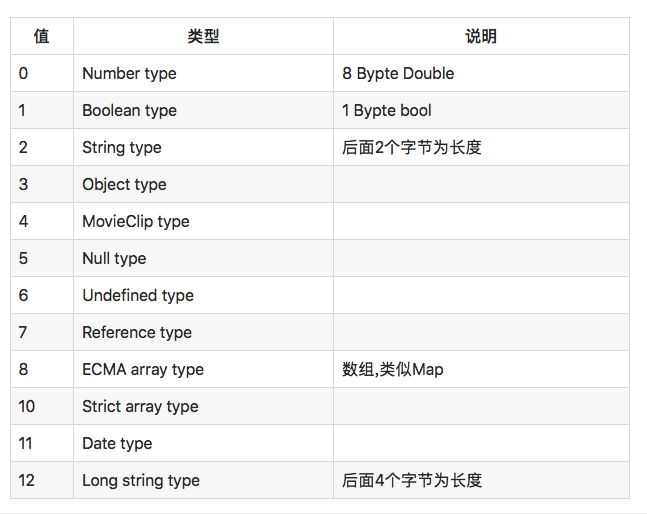 值 类型 说明
0 Number type 8 Bypte Double
1 Boolean type 1 Bypte bool
2 String type 后面2个字节为长度
3 Object type
4 MovieClip type
5 Null type
6 Undefined type
7 Reference type
8 ECMA array type 数组,类似Map
10 Strict array type
11 Date type
12 Long string type 后面4个字节为长度